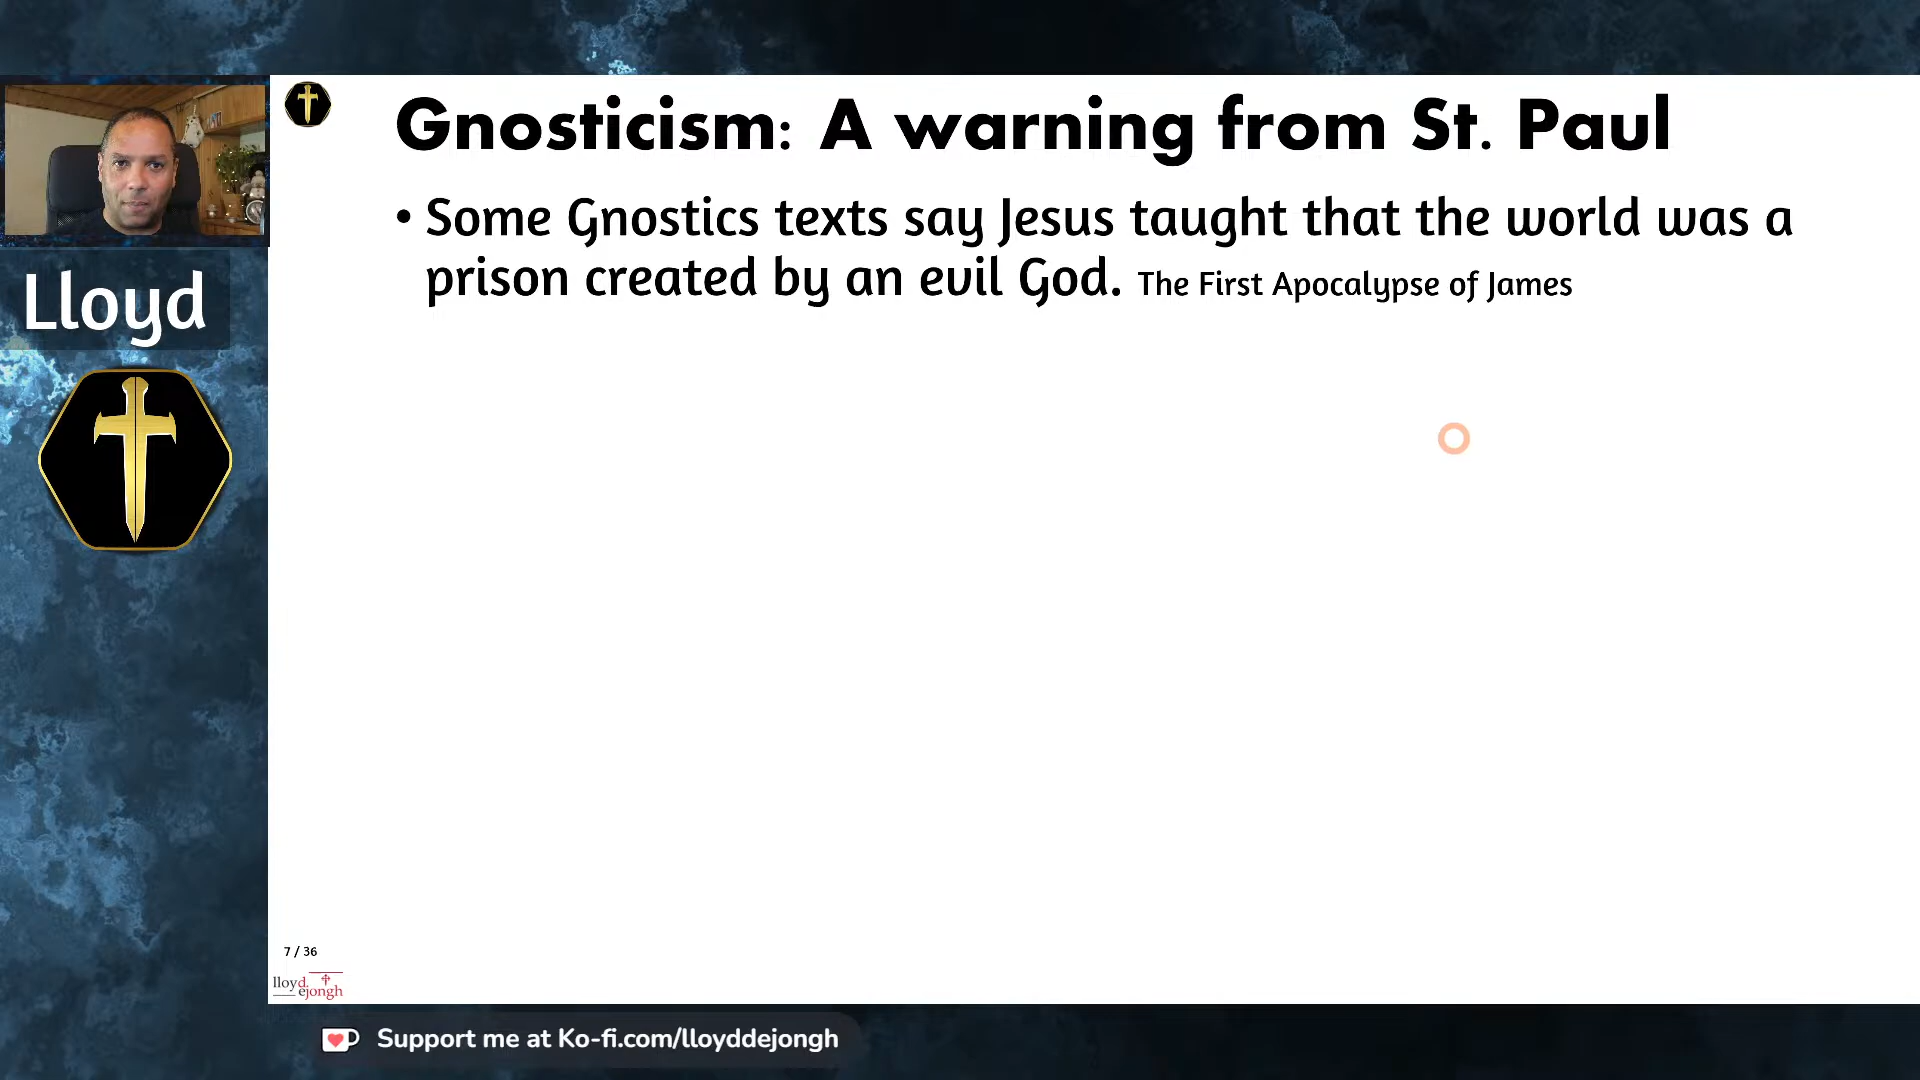 Gnosticism: A warning from St. Paul
• Some Gnostics texts say Jesus taught that the world was a
prison created by an evil God. The First Apocalypse of James
Lloyd
7 / 36
lloyd.
ejongh
Support me at Ko-fi.com/lloyddejongh